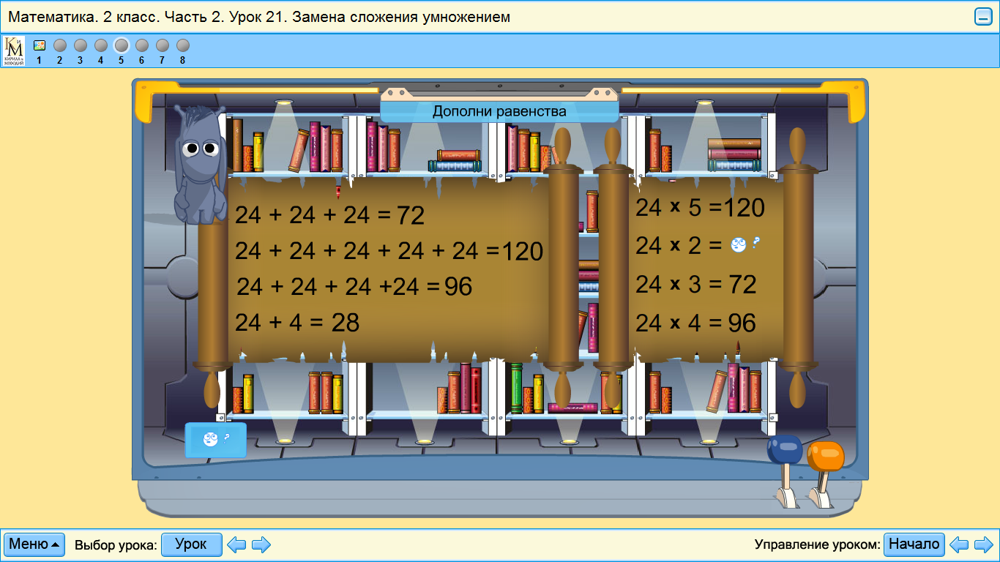 Математика. 2 класс. Часть 2. Урок 21. Замена сложения умножением
КИРИЛЛ и МЕФОДИЙ
1 2 3 4 5 6 7 8
Дополни равенства
24 + 24 + 24 = 72
24 + 24 + 24 + 24 + 24 =120
24 + 24 + 24 +24 = 96
24 + 4 = 28
24 x 5 =120
24 x 2 = ?
24 x 3 = 72
24 x 4 = 96
?
Меню Выбор урока: Урок
Управление уроком: Начало